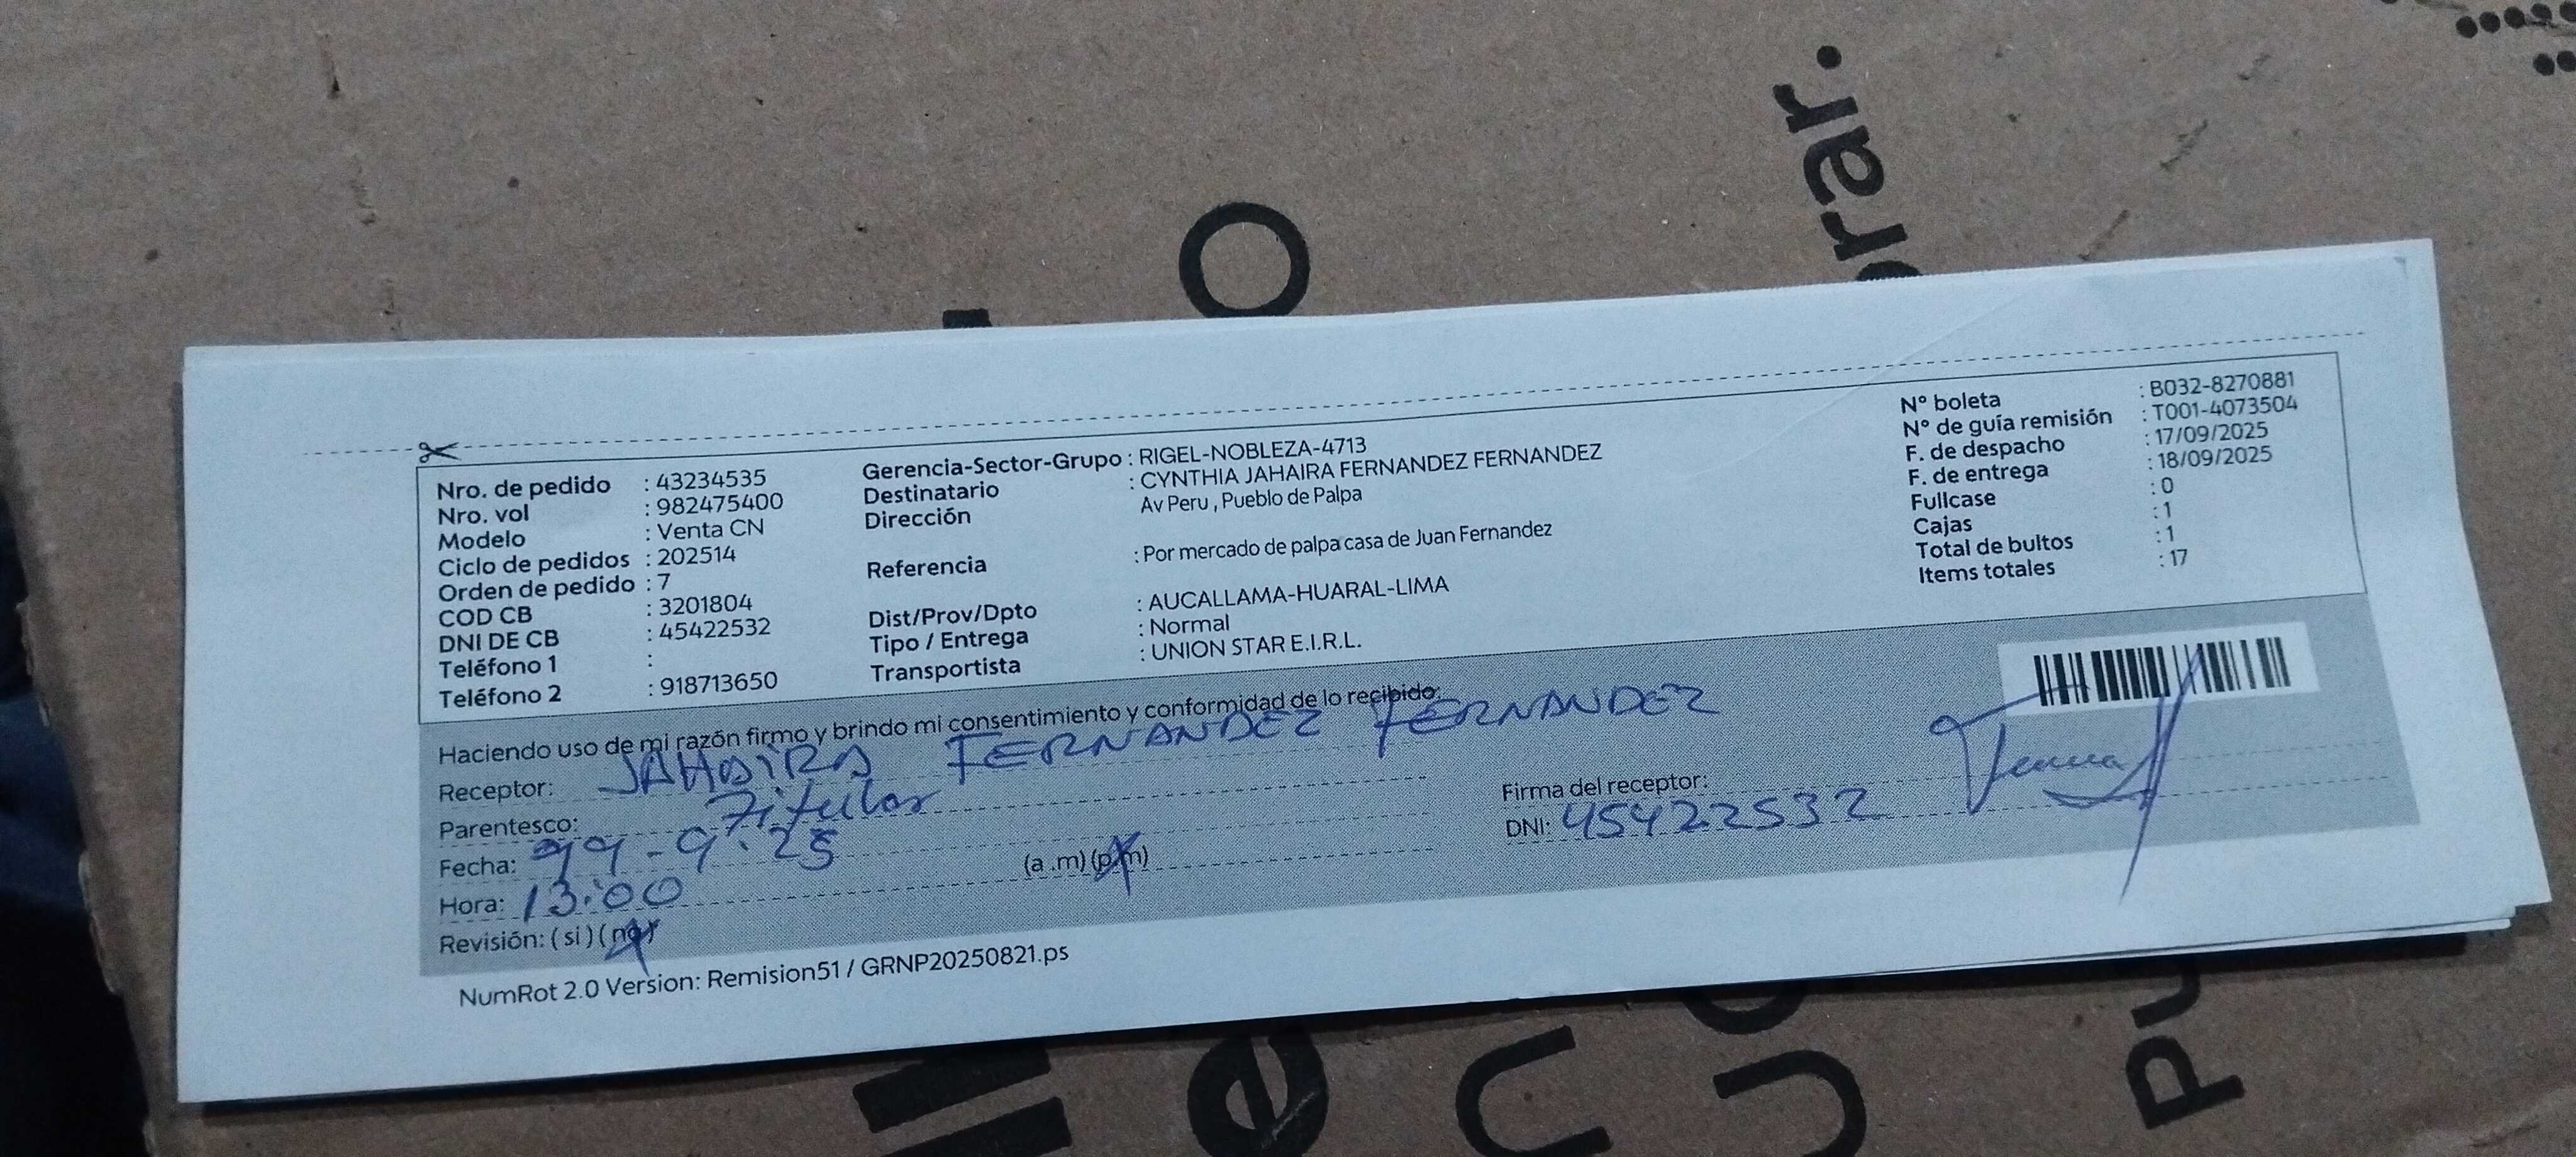 Nro. de pedido : 43234535
Nro. vol : 982475400
Modelo : Venta CN
Ciclo de pedidos : 202514
Orden de pedido : 7
COD CB : 3201804
DNI DE CB : 45422532
Teléfono 1 :
Teléfono 2 : 918713650
Gerencia-Sector-Grupo : RIGEL-NOBLEZA-4713
Destinatario : CYNTHIA JAHAIRA FERNANDEZ FERNANDEZ
Dirección Av Peru , Pueblo de Palpa
Referencia : Por mercado de palpa casa de Juan Fernandez
Dist/Prov/Dpto : AUCALLAMA-HUARAL-LIMA
Tipo / Entrega : Normal
Transportista : UNION STAR E.I.R.L.
N° boleta : B032-8270881
N° de guía remisión : T001-4073504
F. de despacho : 17/09/2025
F. de entrega : 18/09/2025
Fullcase : 0
Cajas : 1
Total de bultos : 1
Items totales : 17
Haciendo uso de mi razón firmo y brindo mi consentimiento y conformidad de lo recibido:
Receptor: JAHAIRA FERNANDEZ FERNANDEZ
Parentesco: Titular
Fecha: 19-9-25
Hora: 13:00 (a .m) (p.m)
Revisión: ( si ) ( no )
Firma del receptor:
DNI: 45422532
NumRot 2.0 Version: Remision51 / GRNP20250821.ps